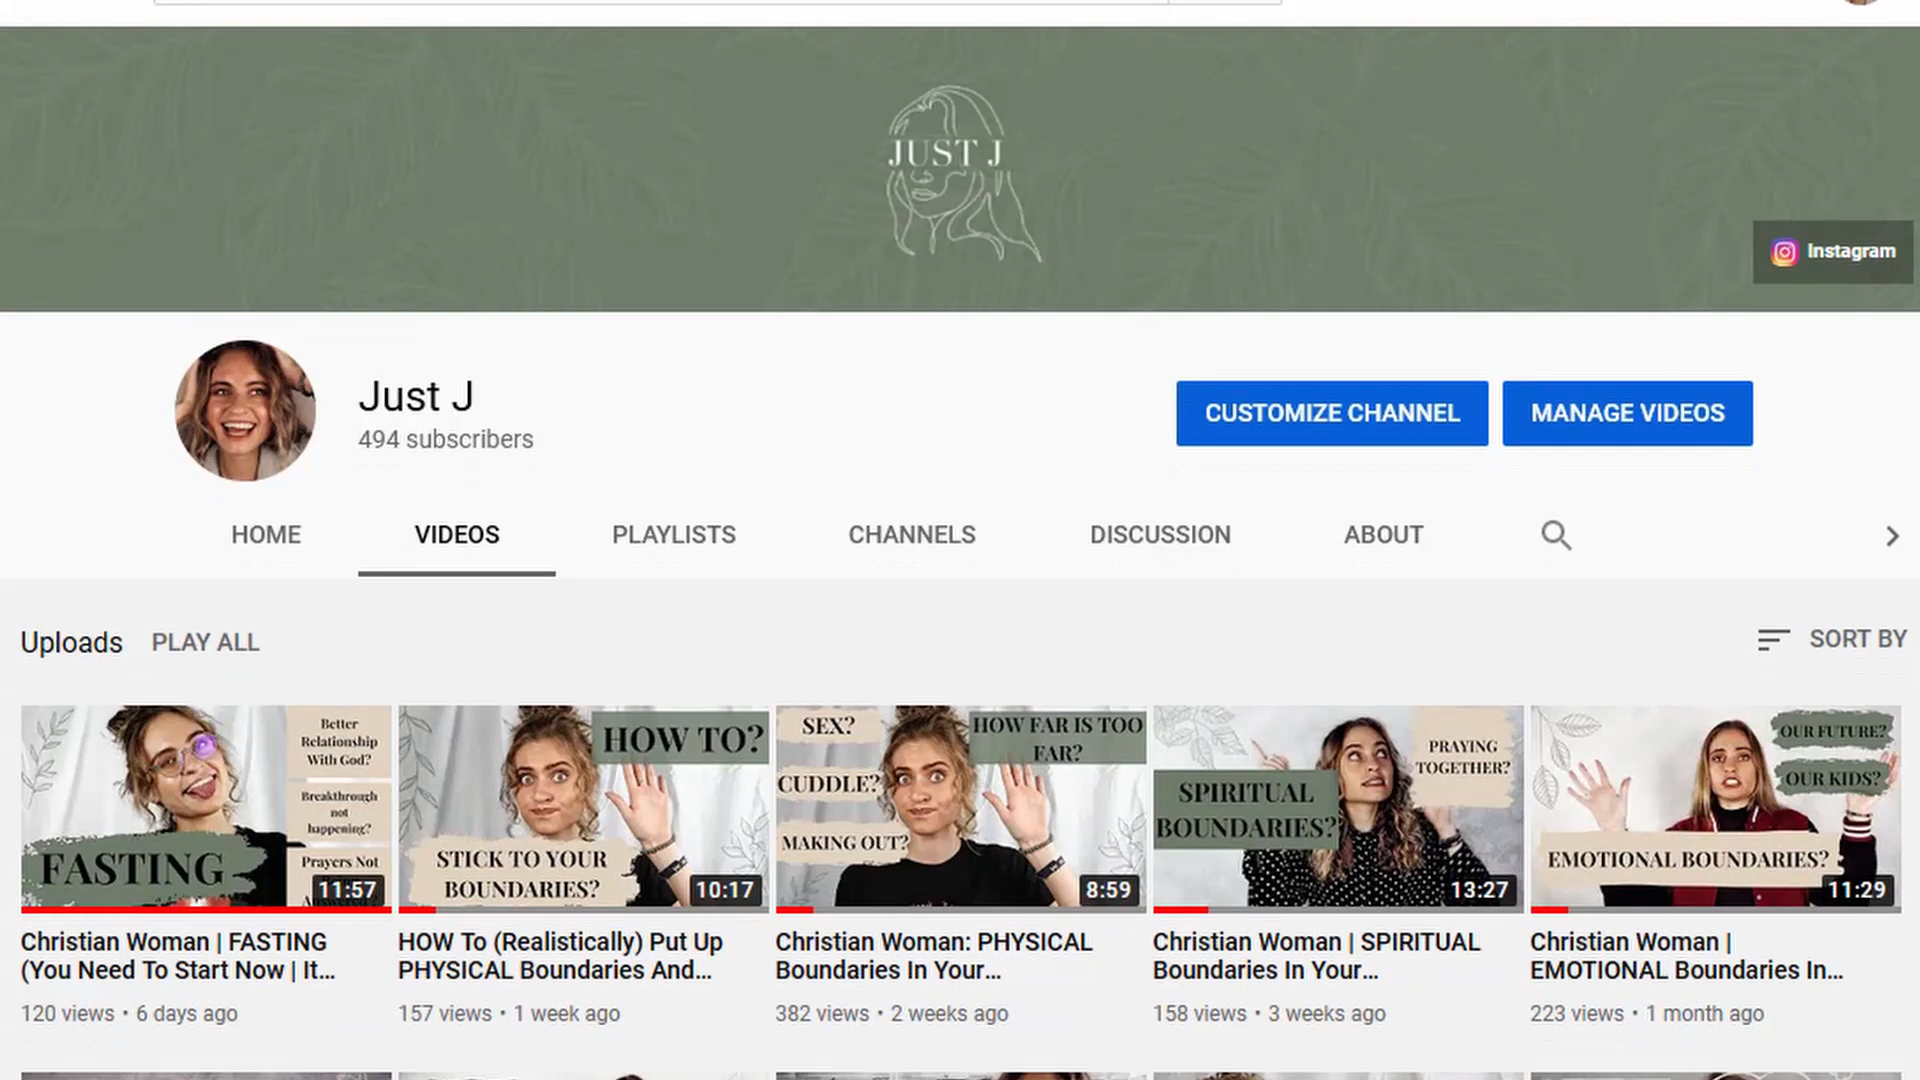 JUST J
Instagram
Just J
494 subscribers
CUSTOMIZE CHANNEL
MANAGE VIDEOS
HOME
VIDEOS
PLAYLISTS
CHANNELS
DISCUSSION
ABOUT
Uploads
PLAY ALL
SORT BY
Better
Relationship
With God?
Breakthrough
not
happening?
Prayers Not
FASTING
11:57
HOW TO?
STICK TO YOUR
BOUNDARIES?
10:17
SEX?
HOW FAR IS TOO
FAR?
CUDDLE?
MAKING OUT?
8:59
PRAYING
TOGETHER?
SPIRITUAL
BOUNDARIES?
13:27
OUR FUTURE?
OUR KIDS?
EMOTIONAL BOUNDARIES?
11:29
Christian Woman | FASTING
(You Need To Start Now | It...
120 views • 6 days ago
HOW To (Realistically) Put Up
PHYSICAL Boundaries And...
157 views • 1 week ago
Christian Woman: PHYSICAL
Boundaries In Your...
382 views • 2 weeks ago
Christian Woman | SPIRITUAL
Boundaries In Your...
158 views • 3 weeks ago
Christian Woman |
EMOTIONAL Boundaries In...
223 views • 1 month ago